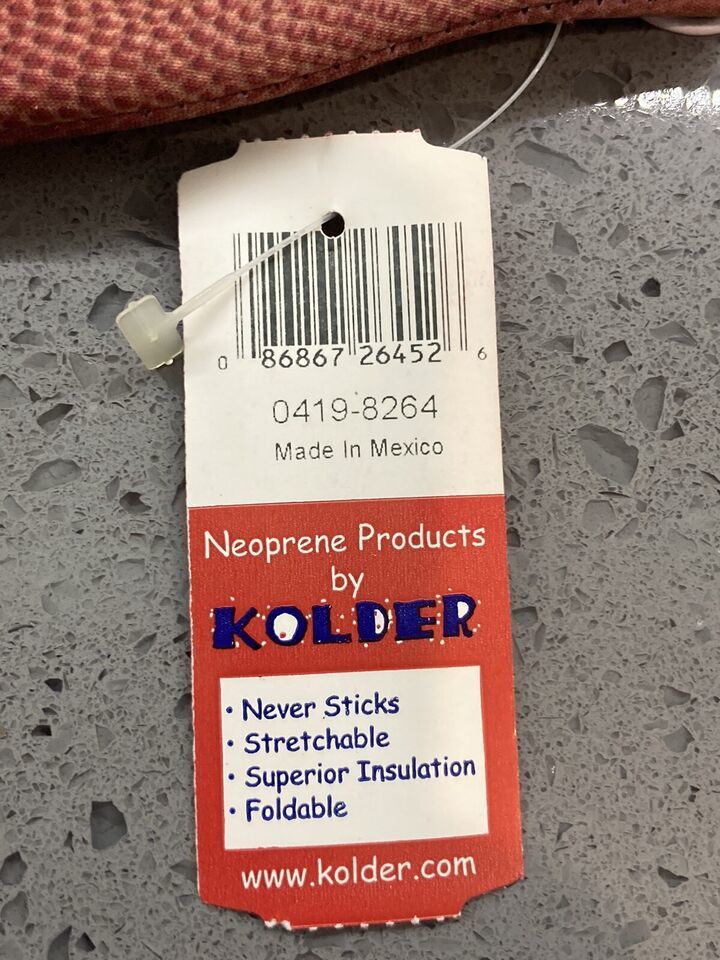 0 86867 26452 6
0419-8264
Made In Mexico
Neoprene Products
by
KOLDER
• Never Sticks
• Stretchable
• Superior Insulation
• Foldable
www.kolder.com